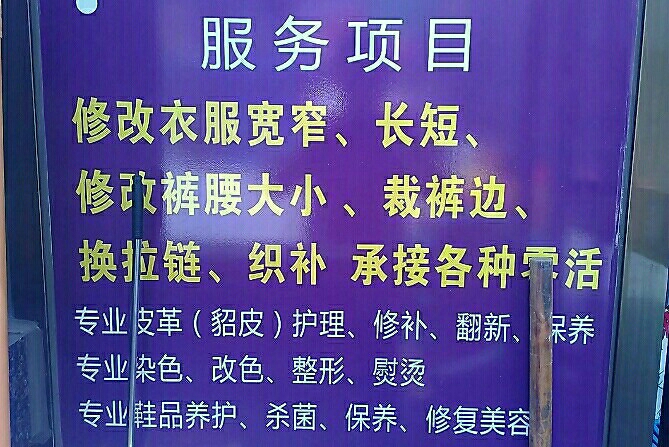 服务项目
修改衣服宽窄、长短、
修改裤腰大小、裁裤边、
换拉链、织补 承接各种零活
专业皮革（貂皮）护理、修补、翻新、保养
专业染色、改色、整形、熨烫
专业鞋品养护、杀菌、保养、修复美容